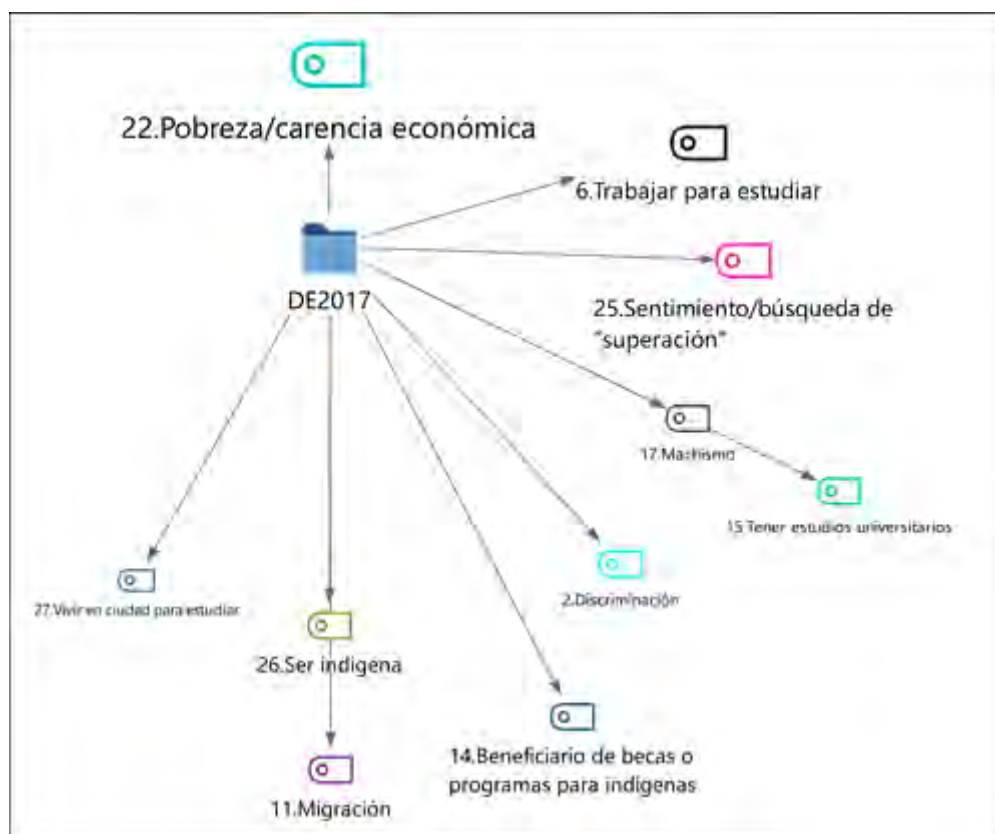 22.Pobreza/carencia económica
6.Trabajar para estudiar
DE2017
25.Sentimiento/búsqueda de
"superación"
17.Machismo
15.Tener estudios universitarios
27.Vivir en ciudad para estudiar
2.Discriminación
26.Ser indígena
14.Beneficiario de becas o
programas para indígenas
11.Migración